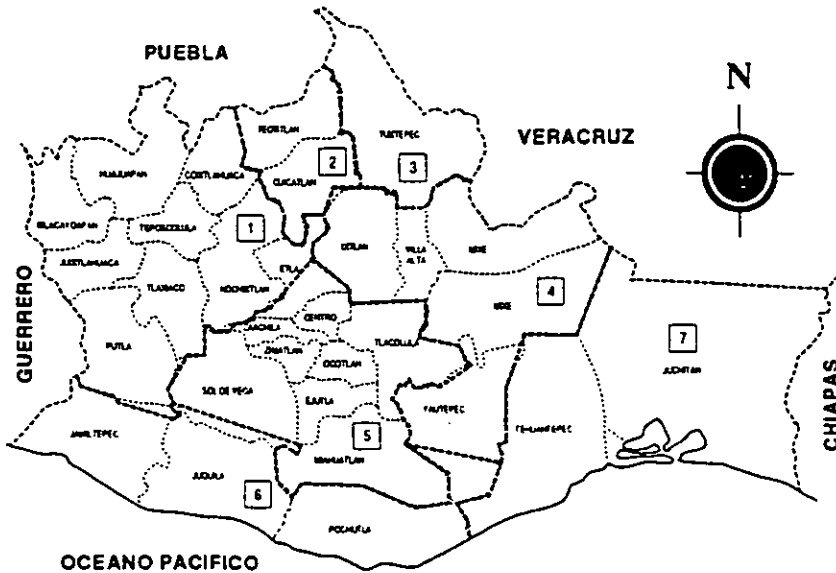 PUEBLA
N
VERACRUZ
TUXTEPEC
3
TEOTITLAN
2
CUICATLAN
HUAJUAPAN
COIXTLAHUACA
SILACAYOAPAN
TEPOSCOLULA
1
JUXTLAHUACA
TLAXIACO
NOCHIXTLAN
ETLA
IXTLAN
VILLA
ALTA
MIXE
MIXE
4
GUERRERO
PUTLA
ZAACHILA
CENTRO
TLACOLULA
ZIMATLAN
OCOTLAN
SOL DE VEGA
EJUTLA
YAUTEPEC
7
JUCHITAN
CHIAPAS
TEHUANTEPEC
JAMILTEPEC
5
MIAHUATLAN
JUQUILA
6
POCHUTLA
OCEANO PACIFICO